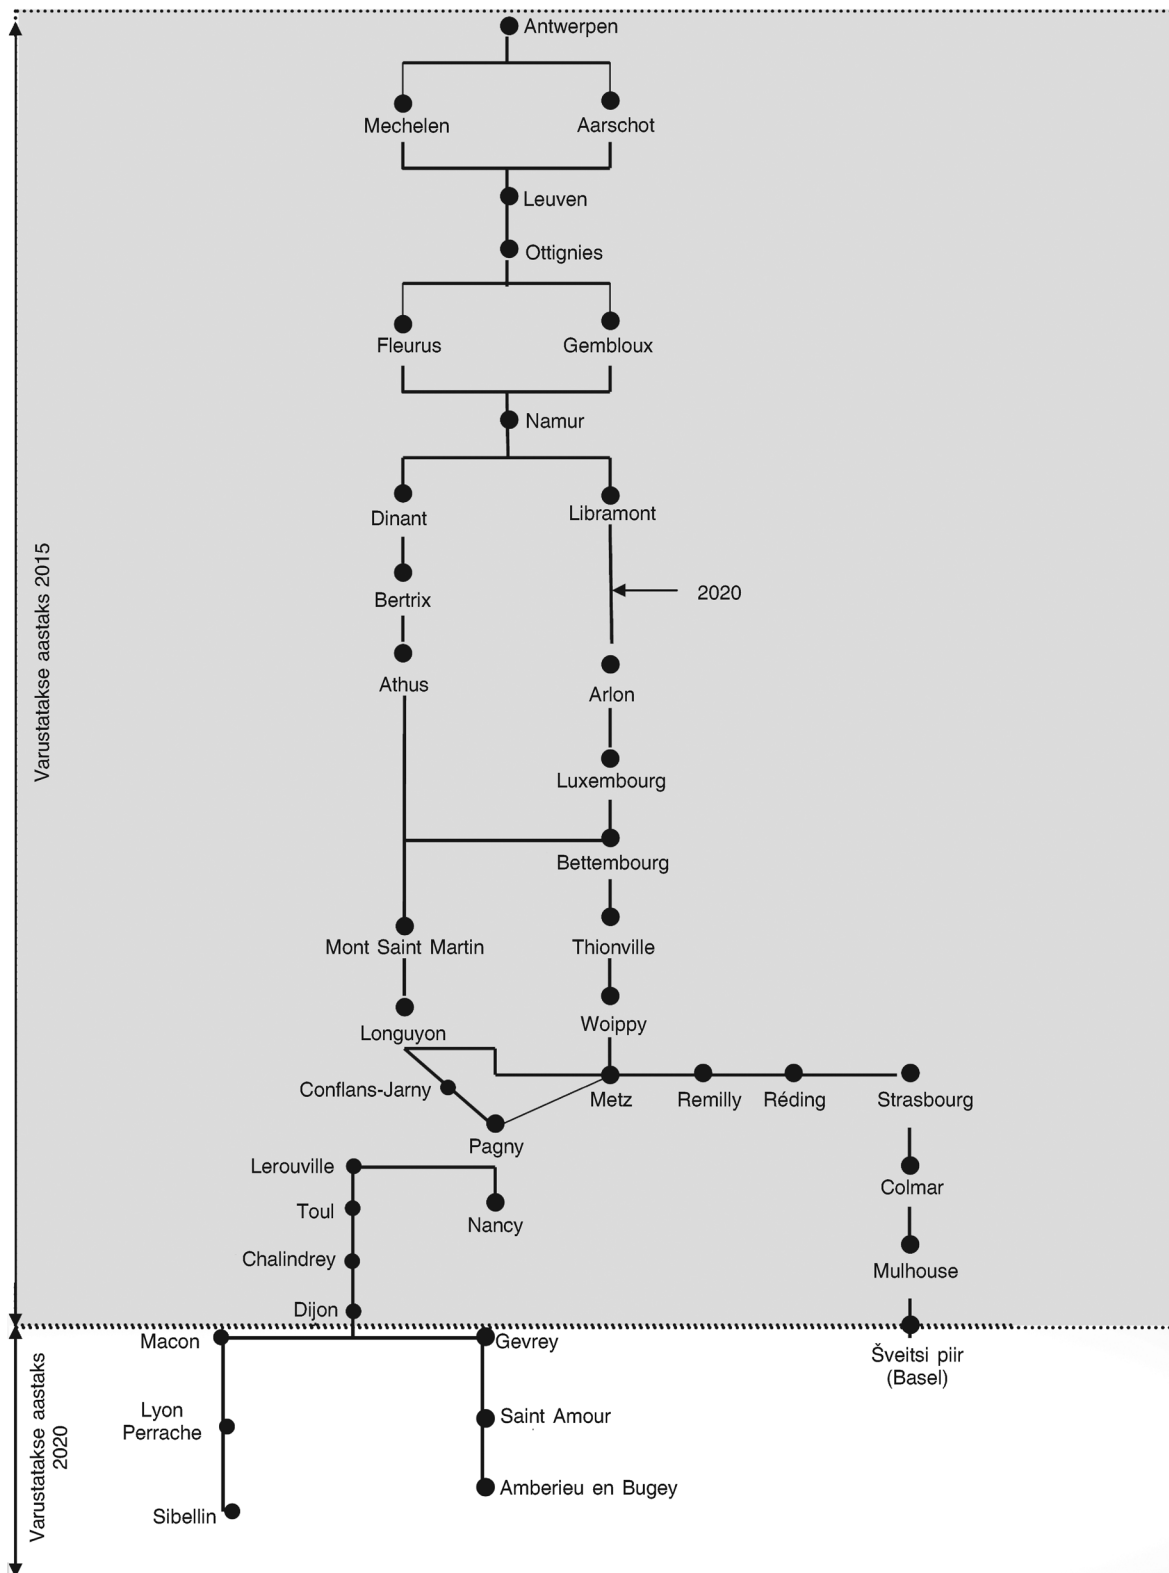 Antwerpen
Mechelen
Aarschot
Leuven
Ottignies
Fleurus
Gembloux
Namur
Dinant
Libramont
Varustatakse aastaks 2015
2020
Bertrix
Athus
Arlon
Luxembourg
Bettembourg
Mont Saint Martin
Thionville
Longuyon
Woippy
Conflans-Jarny
Metz
Remilly
Réding
Strasbourg
Pagny
Lerouville
Colmar
Toul
Nancy
Chalindrey
Mulhouse
Dijon
Macon
Gevrey
Šveitsi piir
(Basel)
Varustatakse aastaks
2020
Lyon
Perrache
Saint Amour
Amberieu en Bugey
Sibellin